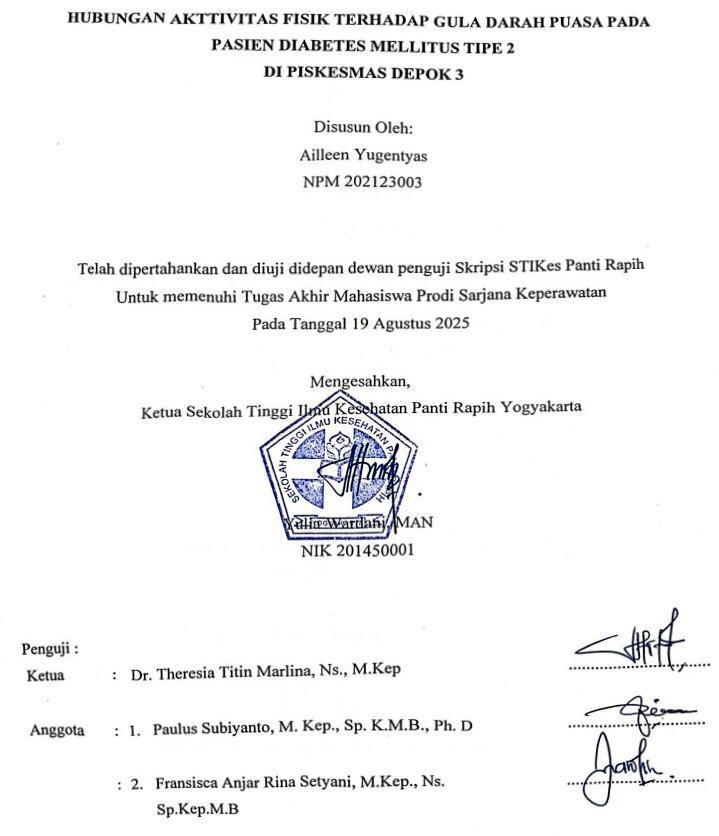 HUBUNGAN AKTTIVITAS FISIK TERHADAP GULA DARAH PUASA PADA
PASIEN DIABETES MELLITUS TIPE 2
DI PISKESMAS DEPOK 3
Disusun Oleh:
Ailleen Yugentyas
NPM 202123003
Telah dipertahankan dan diuji didepan dewan penguji Skripsi STIKes Panti Rapih
Untuk memenuhi Tugas Akhir Mahasiswa Prodi Sarjana Keperawatan
Pada Tanggal 19 Agustus 2025
Mengesahkan,
Ketua Sekolah Tinggi Ilmu Kesehatan Panti Rapih Yogyakarta
SEKOLAH TINGGI ILMU KESEHATAN
Yulia Wardani, MAN
NIK 201450001
Penguji :
Ketua : Dr. Theresia Titin Marlina, Ns., M.Kep
Anggota : 1. Paulus Subiyanto, M. Kep., Sp. K.M.B., Ph. D
: 2. Fransisca Anjar Rina Setyani, M.Kep., Ns.
Sp.Kep.M.B